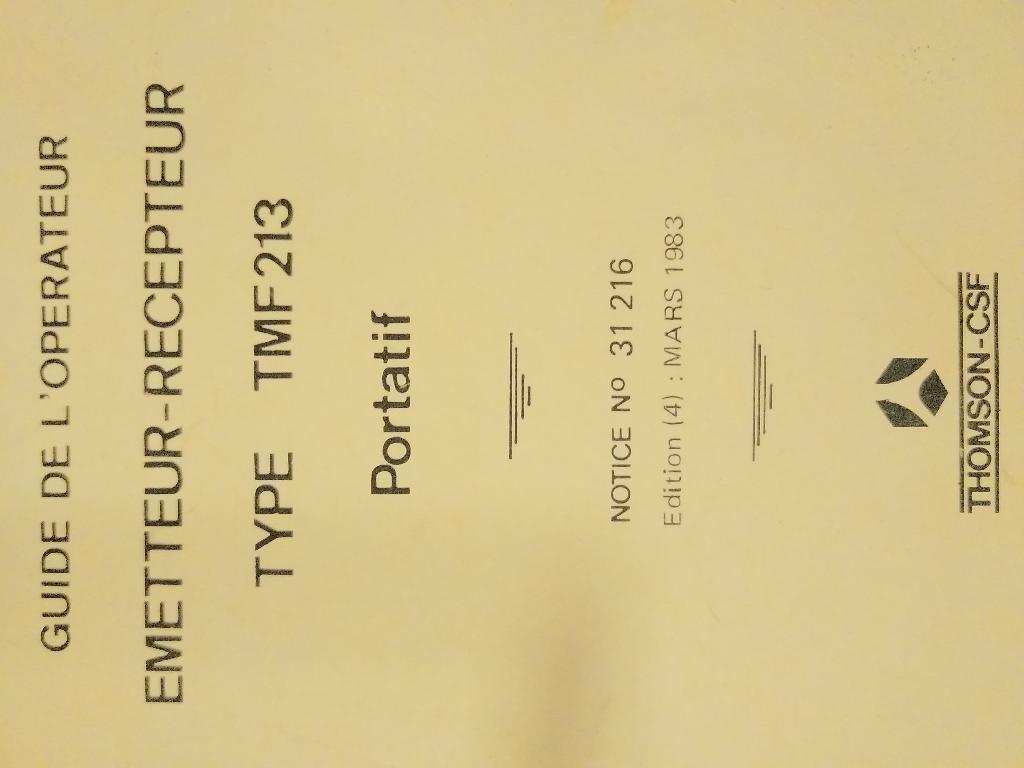 GUIDE DE L'OPERATEUR
EMETTEUR-RECEPTEUR
TYPE TMF 213
Portatif
NOTICE Nº 31 216
Edition (4) : MARS 1983
THOMSON-CSF